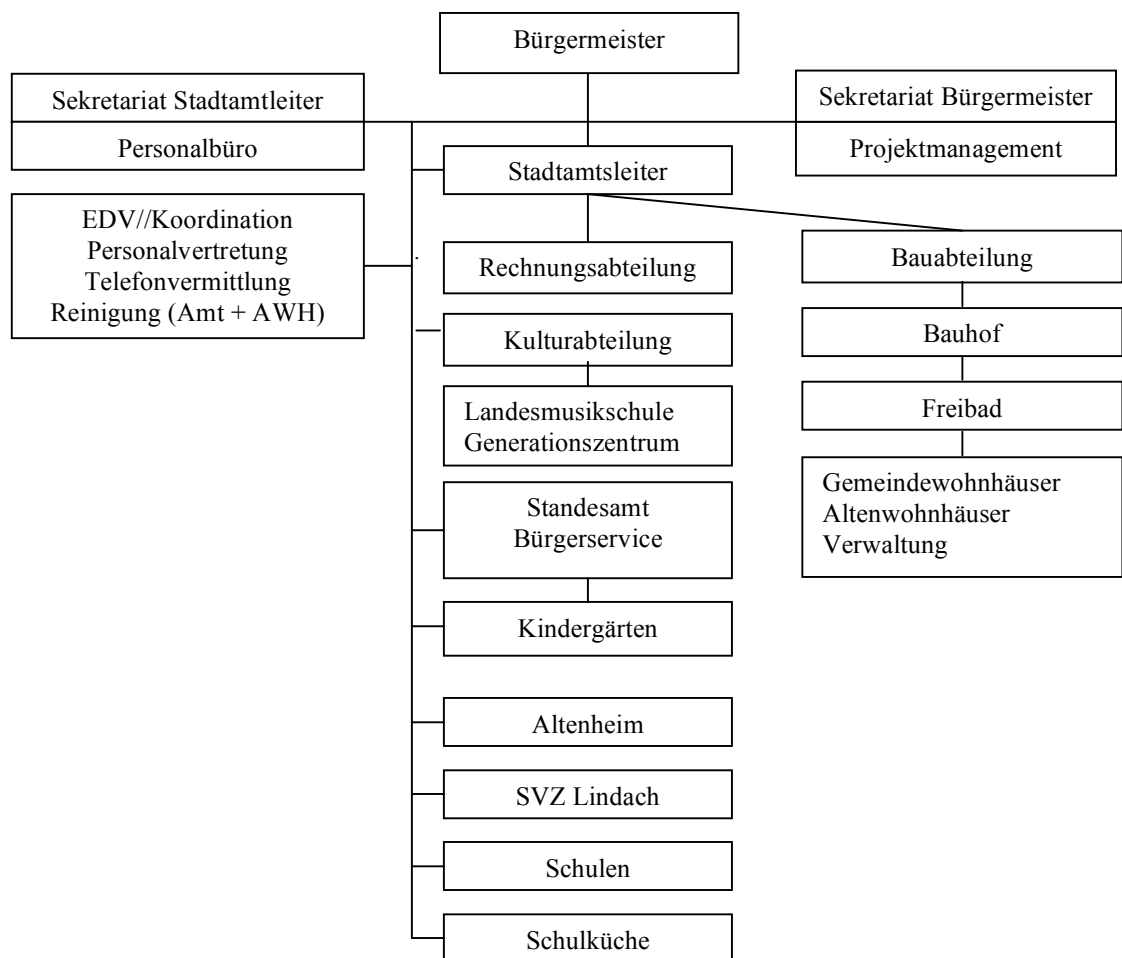 Bürgermeister
Sekretariat Stadtamtleiter
Personalbüro
Sekretariat Bürgermeister
Projektmanagement
Stadtamtsleiter
EDV//Koordination
Personalvertretung
Telefonvermittlung
Reinigung (Amt + AWH)
Rechnungsabteilung
Kulturabteilung
Landesmusikschule
Generationszentrum
Standesamt
Bürgerservice
Kindergärten
Altenheim
SVZ Lindach
Schulen
Schulküche
Bauabteilung
Bauhof
Freibad
Gemeindewohnhäuser
Altenwohnhäuser
Verwaltung